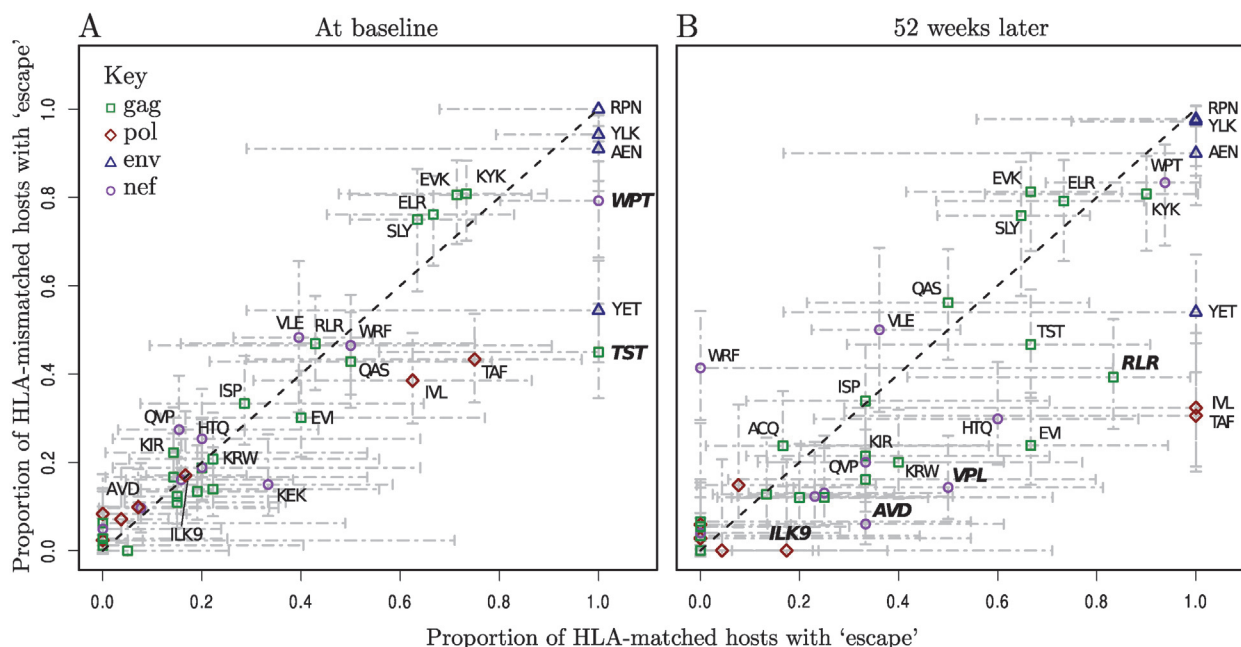 A
At baseline
B
52 weeks later
Key
gag
pol
env
nef
RPN
YLK
AEN
WPT
YET
TST
EVK
KYK
ELR
SLY
VLE
RLR
WRF
QAS
TAF
IVL
ISP
EVI
QVP
HTQ
KIR
KRW
KEK
AVD
ILK9
RPN
YLK
AEN
WPT
EVK
ELR
KYK
SLY
QAS
YET
VLE
TST
WRF
RLR
ISP
IVL
TAF
ACQ
HTQ
EVI
KIR
QVP
KRW
VPL
AVD
ILK9
Proportion of HLA-mismatched hosts with ‘escape’
0.0
0.2
0.4
0.6
0.8
1.0
0.0 0.2 0.4 0.6 0.8 1.0
0.0 0.2 0.4 0.6 0.8 1.0
Proportion of HLA-matched hosts with ‘escape’